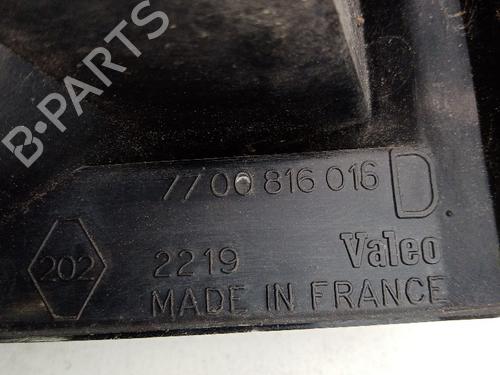 B-PARTS
7700 816 016 D
202 2219 Valeo
MADE IN FRANCE